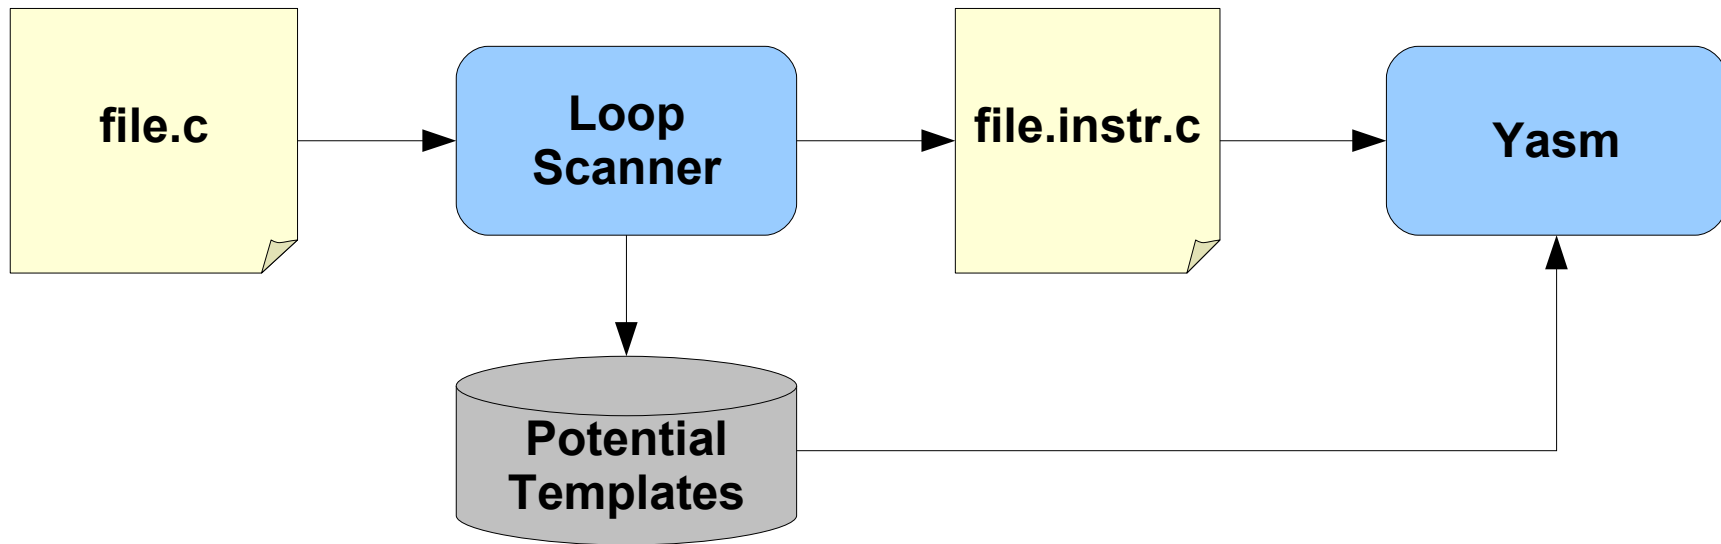 file.c
Loop
Scanner
file.instr.c
Yasm
Potential
Templates